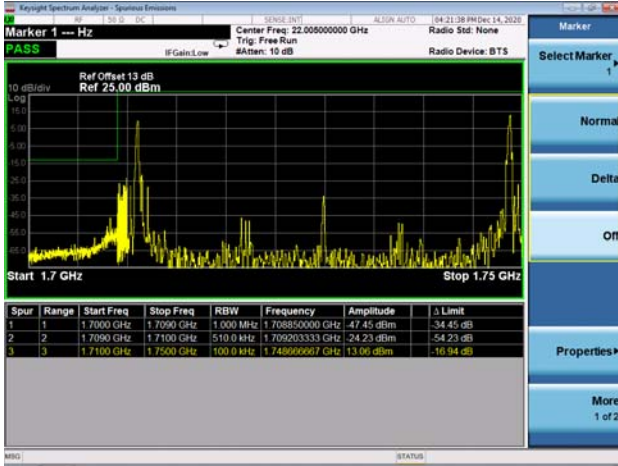 Keysight Spectrum Analyzer - Spurious Emissions
RF 50 Ω DC SENSE:INT ALIGN AUTO 04:21:38 PM Dec 14, 2020
Marker 1 --- Hz
Center Freq: 22.005000000 GHz
Radio Std: None
Marker
PASS
Trig: Free Run
IFGain:Low
#Atten: 10 dB
Radio Device: BTS
Select Marker
1
Ref Offset 13 dB
10 dB/div
Ref 25.00 dBm
Log
15.0
5.00
-5.00
-15.0
-25.0
-35.0
-45.0
-55.0
-65.0
Start 1.7 GHz
Stop 1.75 GHz
Normal
Delta
Off
Spur Range Start Freq Stop Freq RBW Frequency Amplitude Δ Limit
1 1 1.7000 GHz 1.7090 GHz 1.000 MHz 1.708850000 GHz -47.45 dBm -34.45 dB
2 2 1.7090 GHz 1.7100 GHz 510.0 kHz 1.709203333 GHz -24.23 dBm -54.23 dB
3 3 1.7100 GHz 1.7500 GHz 100.0 kHz 1.748666667 GHz 13.06 dBm -16.94 dB
Properties
More
1 of 2
MSG
STATUS